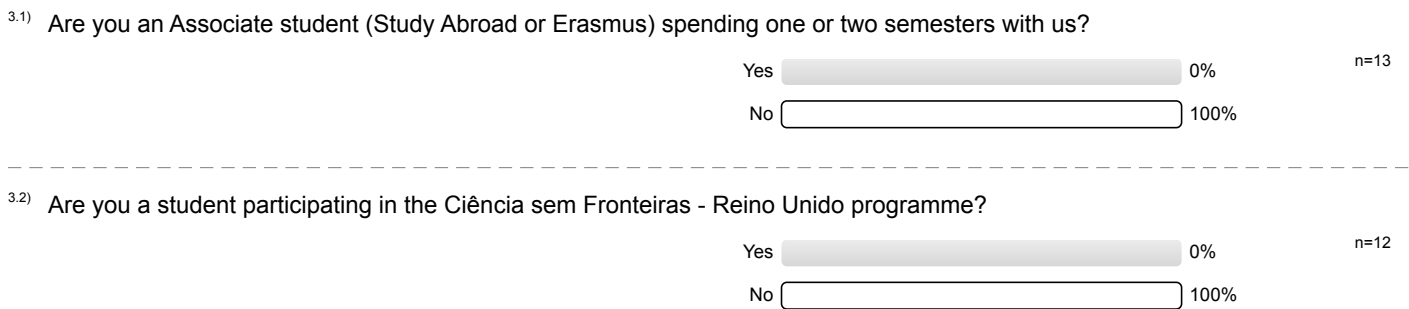 3.1) Are you an Associate student (Study Abroad or Erasmus) spending one or two semesters with us?
Yes 0% n=13
No 100%
3.2) Are you a student participating in the Ciência sem Fronteiras - Reino Unido programme?
Yes 0% n=12
No 100%